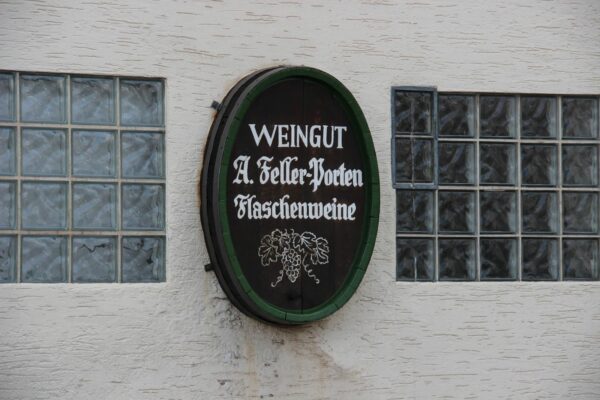 WEINGUT
A. Feller-Porten
Flaschenweine